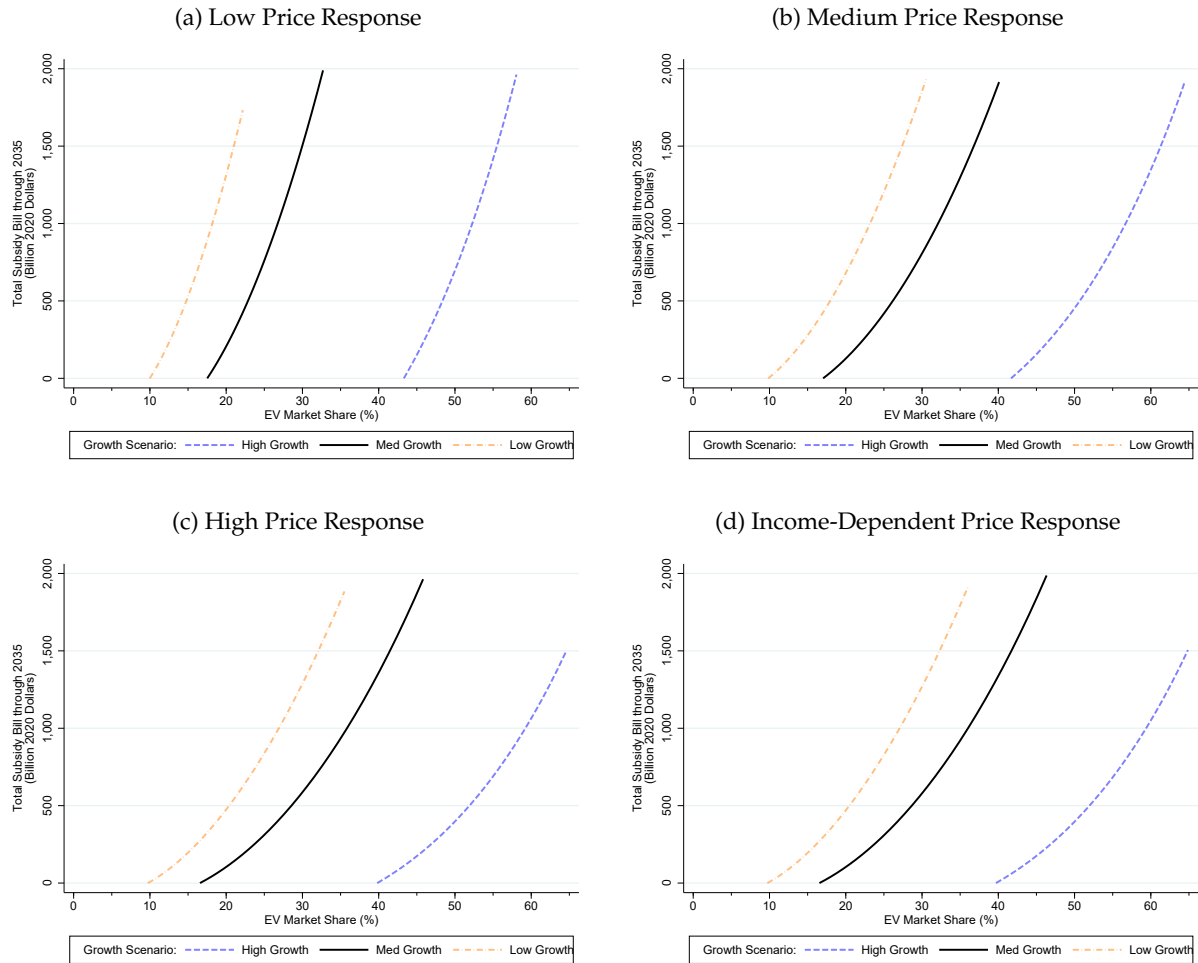 (a) Low Price Response
Total Subsidy Bill through 2035
(Billion 2020 Dollars)
2,000
1,500
1,000
500
0
0 10 20 30 40 50 60
EV Market Share (%)
Growth Scenario: High Growth Med Growth Low Growth
(b) Medium Price Response
Total Subsidy Bill through 2035
(Billion 2020 Dollars)
2,000
1,500
1,000
500
0
0 10 20 30 40 50 60
EV Market Share (%)
Growth Scenario: High Growth Med Growth Low Growth
(c) High Price Response
Total Subsidy Bill through 2035
(Billion 2020 Dollars)
2,000
1,500
1,000
500
0
0 10 20 30 40 50 60
EV Market Share (%)
Growth Scenario: High Growth Med Growth Low Growth
(d) Income-Dependent Price Response
Total Subsidy Bill through 2035
(Billion 2020 Dollars)
2,000
1,500
1,000
500
0
0 10 20 30 40 50 60
EV Market Share (%)
Growth Scenario: High Growth Med Growth Low Growth